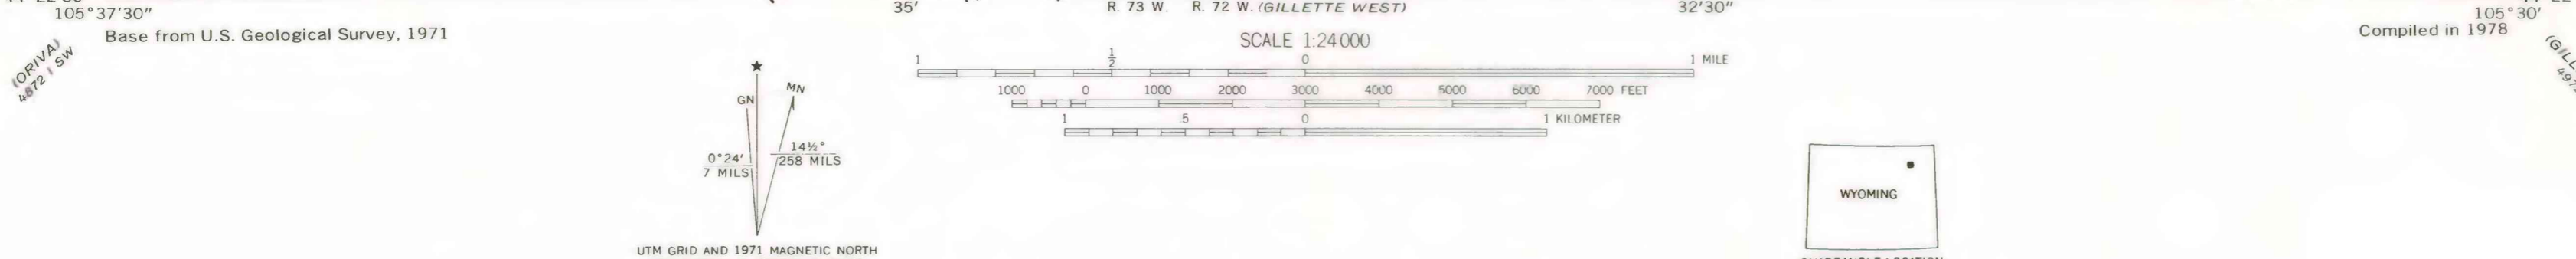 105°37'30"
35'
R. 73 W. R. 72 W. (GILLETTE WEST)
32'30"
105°30'
Base from U.S. Geological Survey, 1971
SCALE 1:24 000
Compiled in 1978
(ORIVA)
4872 I SW
1 1/2 0 1 MILE
1000 0 1000 2000 3000 4000 5000 6000 7000 FEET
1 .5 0 1 KILOMETER
GN
MN
0°24'
7 MILS
14½°
258 MILS
UTM GRID AND 1971 MAGNETIC NORTH
WYOMING